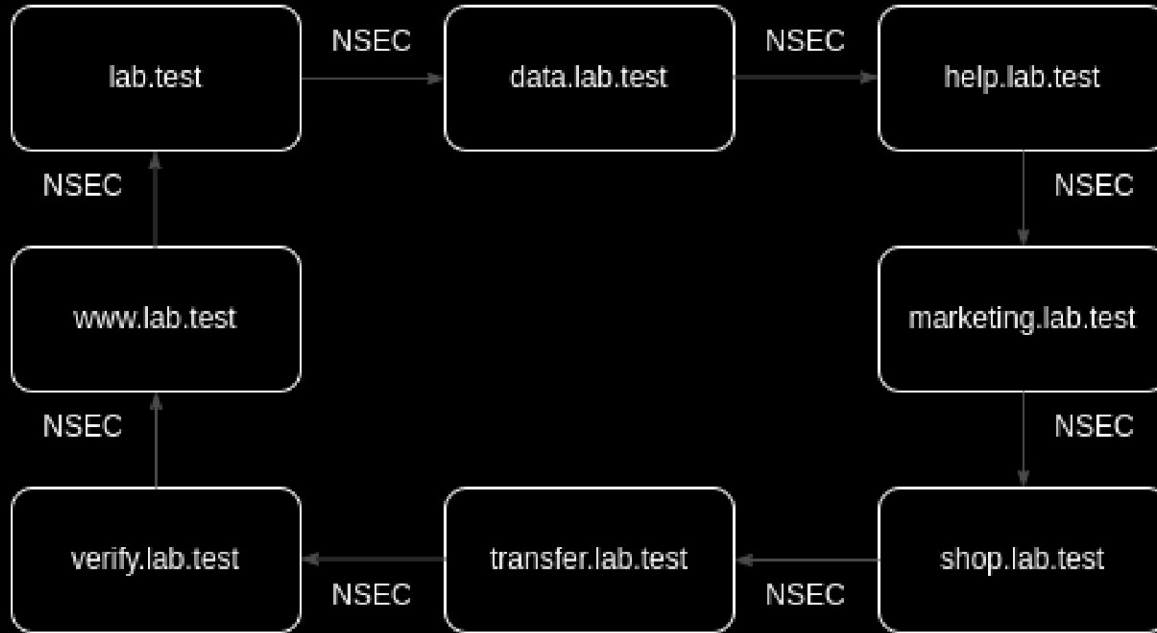 NSEC
NSEC
lab.test
data.lab.test
help.lab.test
NSEC
NSEC
www.lab.test
marketing.lab.test
NSEC
NSEC
verify.lab.test
transfer.lab.test
shop.lab.test
NSEC
NSEC